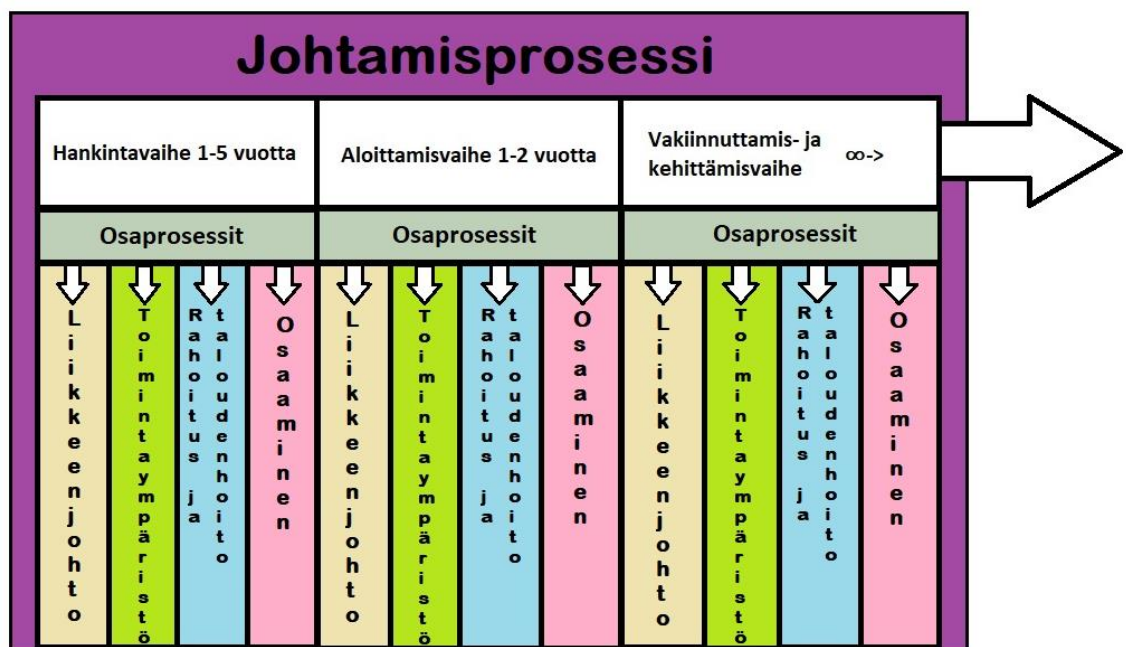 Johtamisprosessi
Hankintavaihe 1-5 vuotta
Aloittamisvaihe 1-2 vuotta
Vakiinnuttamis- ja
kehittämisvaihe ∞->
Osaprosessit
Osaprosessit
Osaprosessit
Liikkeenjohto
Toimintaympäristö
Rahoitus ja
taloudenhoito
Osaaminen
Liikkeenjohto
Toimintaympäristö
Rahoitus ja
taloudenhoito
Osaaminen
Liikkeenjohto
Toimintaympäristö
Rahoitus ja
taloudenhoito
Osaaminen